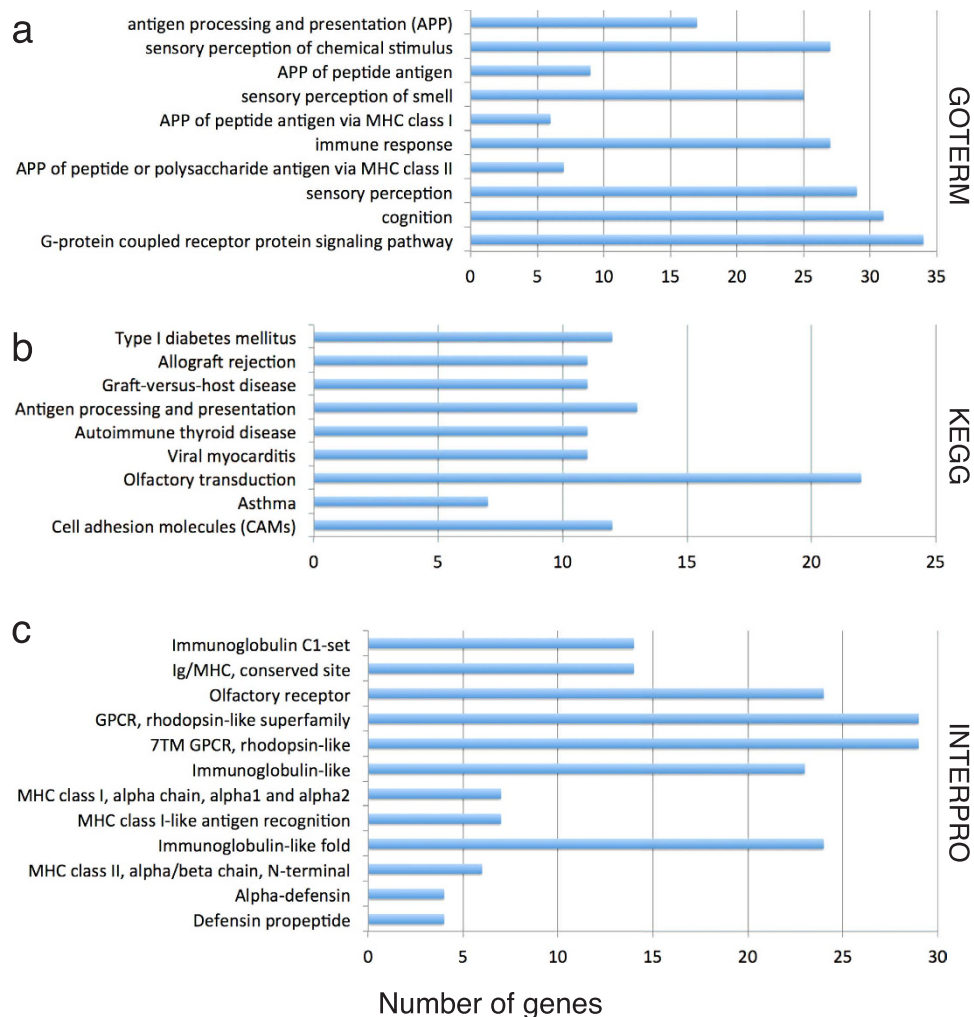 a
antigen processing and presentation (APP)
sensory perception of chemical stimulus
APP of peptide antigen
sensory perception of smell
APP of peptide antigen via MHC class I
immune response
APP of peptide or polysaccharide antigen via MHC class II
sensory perception
cognition
G-protein coupled receptor protein signaling pathway
0 5 10 15 20 25 30 35
GOTERM
b
Type I diabetes mellitus
Allograft rejection
Graft-versus-host disease
Antigen processing and presentation
Autoimmune thyroid disease
Viral myocarditis
Olfactory transduction
Asthma
Cell adhesion molecules (CAMs)
0 5 10 15 20 25
KEGG
c
Immunoglobulin C1-set
Ig/MHC, conserved site
Olfactory receptor
GPCR, rhodopsin-like superfamily
7TM GPCR, rhodopsin-like
Immunoglobulin-like
MHC class I, alpha chain, alpha1 and alpha2
MHC class I-like antigen recognition
Immunoglobulin-like fold
MHC class II, alpha/beta chain, N-terminal
Alpha-defensin
Defensin propeptide
0 5 10 15 20 25 30
INTERPRO
Number of genes